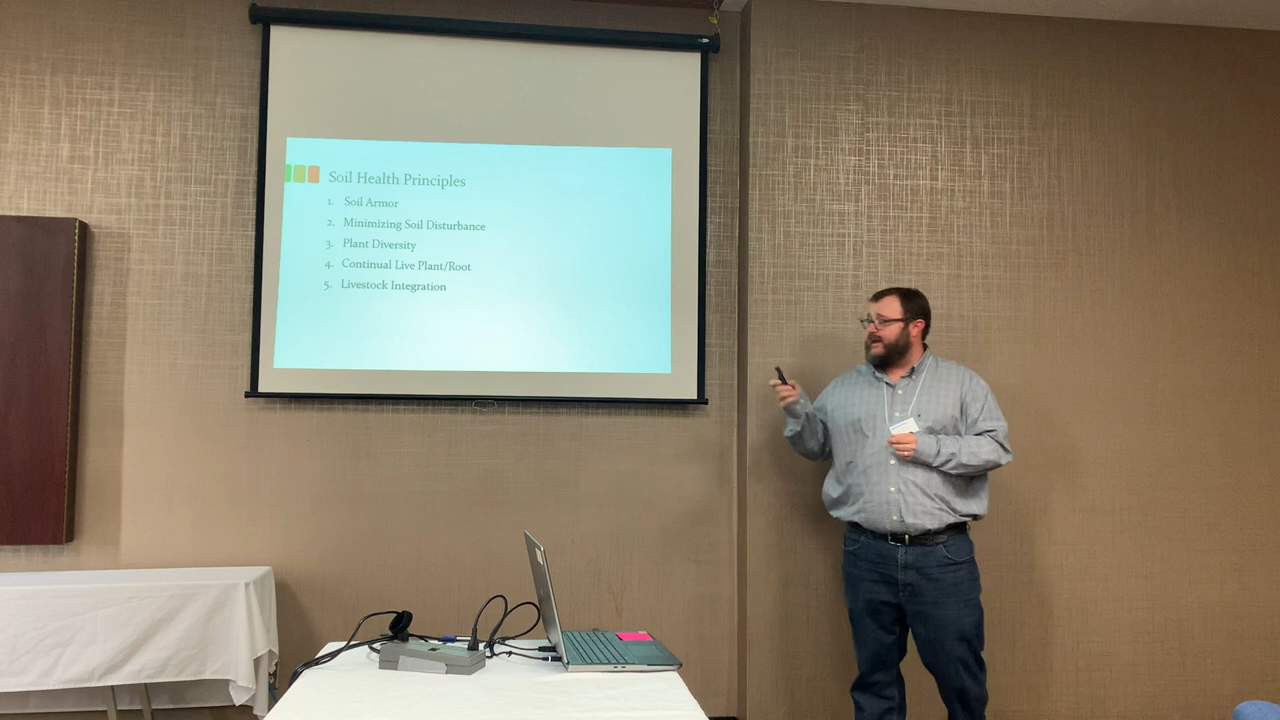 Soil Health Principles
1. Soil Armor
2. Minimizing Soil Disturbance
3. Plant Diversity
4. Continual Live Plant/Root
5. Livestock Integration